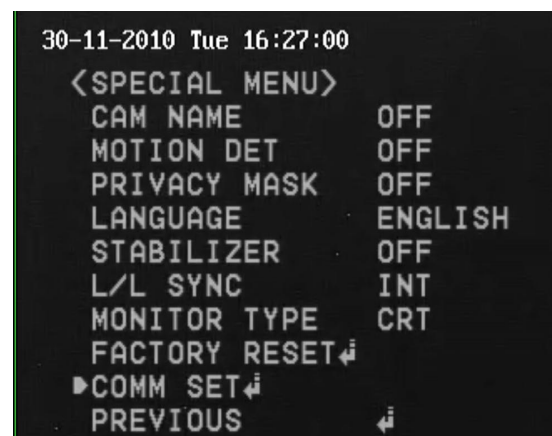 30-11-2010 Tue 16:27:00
<SPECIAL MENU>
CAM NAME OFF
MOTION DET OFF
PRIVACY MASK OFF
LANGUAGE ENGLISH
STABILIZER OFF
L/L SYNC INT
MONITOR TYPE CRT
FACTORY RESET↲
▶COMM SET↲
PREVIOUS ↲